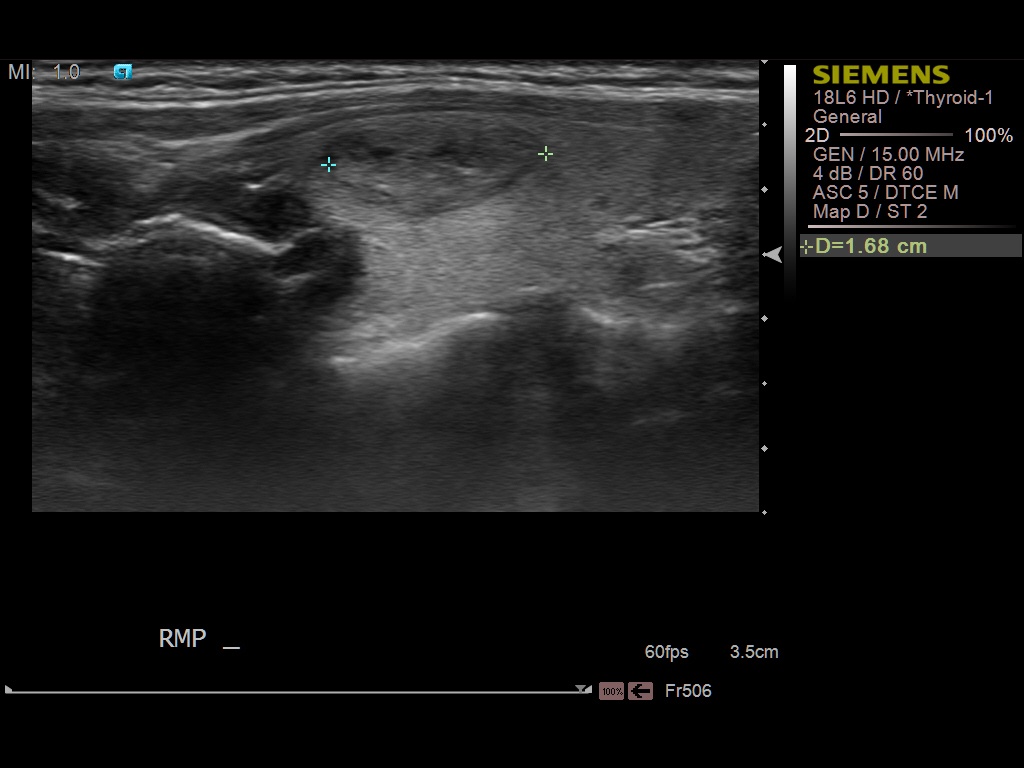 MI: 1.0
SIEMENS
18L6 HD / *Thyroid-1
General
2D 100%
GEN / 15.00 MHz
4 dB / DR 60
ASC 5 / DTCE M
Map D / ST 2
D=1.68 cm
RMP _
60fps 3.5cm
100% Fr506